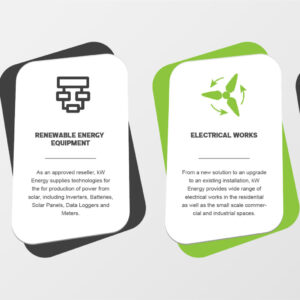 RENEWABLE ENERGY
EQUIPMENT
As an approved reseller, kW
Energy supplies technologies for
the for production of power from
solar, including Inverters, Batteries,
Solar Panels, Data Loggers and
Meters.
ELECTRICAL WORKS
From a new solution to an upgrade
to an existing installation, kW
Energy provides wide range of
electrical works in the residential
as well as the small scale commer-
cial and industrial spaces.